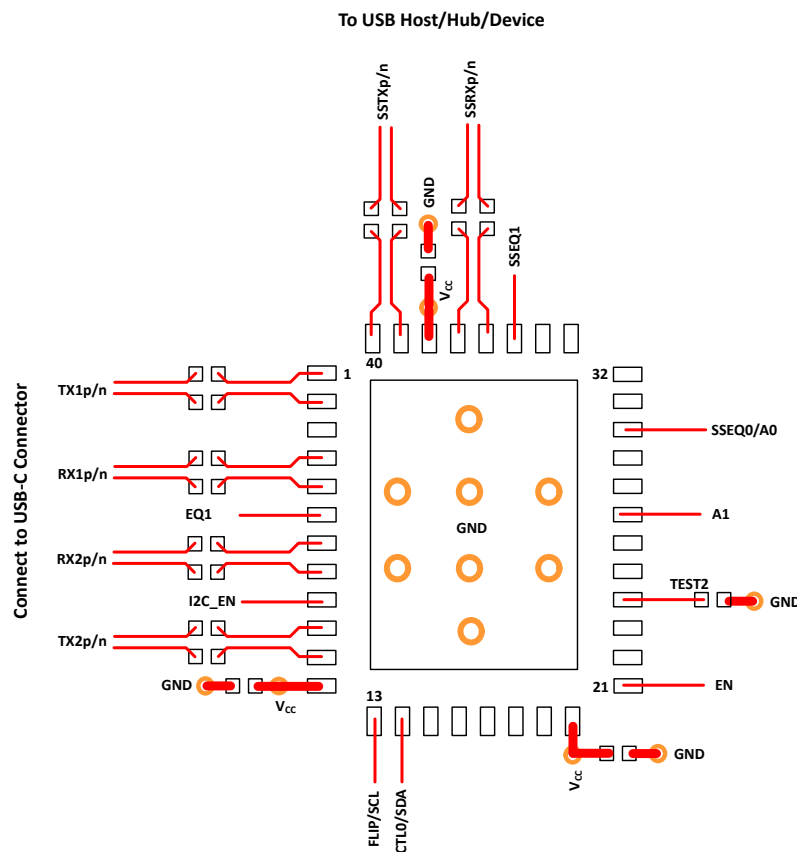 To USB Host/Hub/Device
SSTXp/n
SSRXp/n
GND
SSEQ1
VCC
40
1
32
TX1p/n
SSEQ0/A0
RX1p/n
EQ1
A1
GND
RX2p/n
TEST2
I2C_EN
GND
TX2p/n
GND
VCC
13
21
EN
GND
VCC
FLIP/SCL
CTL0/SDA
Connect to USB-C Connector